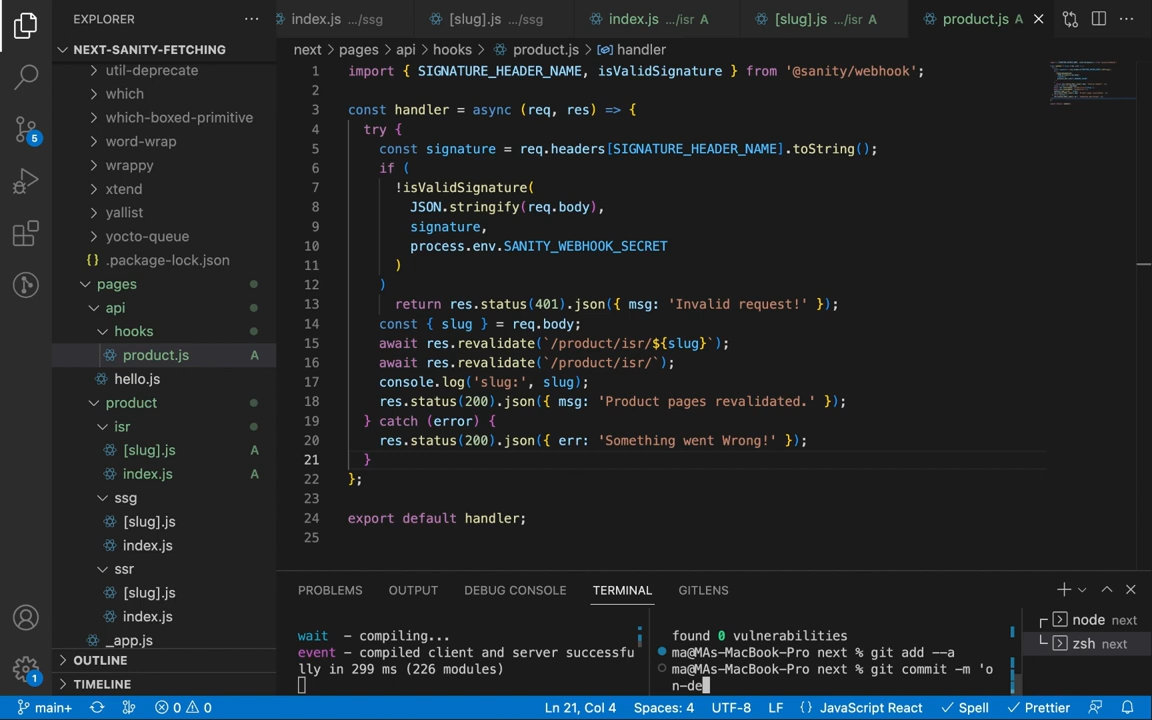 EXPLORER
index.js .../ssg
[slug].js .../ssg
index.js .../isr A
[slug].js .../isr A
product.js A
NEXT-SANITY-FETCHING
util-deprecate
which
which-boxed-primitive
word-wrap
wrappy
xtend
yallist
yocto-queue
{} .package-lock.json
pages
api
hooks
product.js A
hello.js
product
isr
[slug].js A
index.js A
ssg
[slug].js
index.js
ssr
[slug].js
index.js
_app.js
OUTLINE
TIMELINE
5
1
next > pages > api > hooks > product.js > handler
1 import { SIGNATURE_HEADER_NAME, isValidSignature } from '@sanity/webhook';
2
3 const handler = async (req, res) => {
4 try {
5 const signature = req.headers[SIGNATURE_HEADER_NAME].toString();
6 if (
7 !isValidSignature(
8 JSON.stringify(req.body),
9 signature,
10 process.env.SANITY_WEBHOOK_SECRET
11 )
12 )
13 return res.status(401).json({ msg: 'Invalid request!' });
14 const { slug } = req.body;
15 await res.revalidate(`/product/isr/${slug}`);
16 await res.revalidate(`/product/isr/`);
17 console.log('slug:', slug);
18 res.status(200).json({ msg: 'Product pages revalidated.' });
19 } catch (error) {
20 res.status(200).json({ err: 'Something went Wrong!' });
21 }
22 };
23
24 export default handler;
25
PROBLEMS OUTPUT DEBUG CONSOLE TERMINAL GITLENS
wait - compiling...
event - compiled client and server successfu
lly in 299 ms (226 modules)
found 0 vulnerabilities
ma@MAs-MacBook-Pro next % git add --a
ma@MAs-MacBook-Pro next % git commit -m 'o
n-de
node next
zsh next
main+ 0 0 Ln 21, Col 4 Spaces: 4 UTF-8 LF {} JavaScript React Spell Prettier